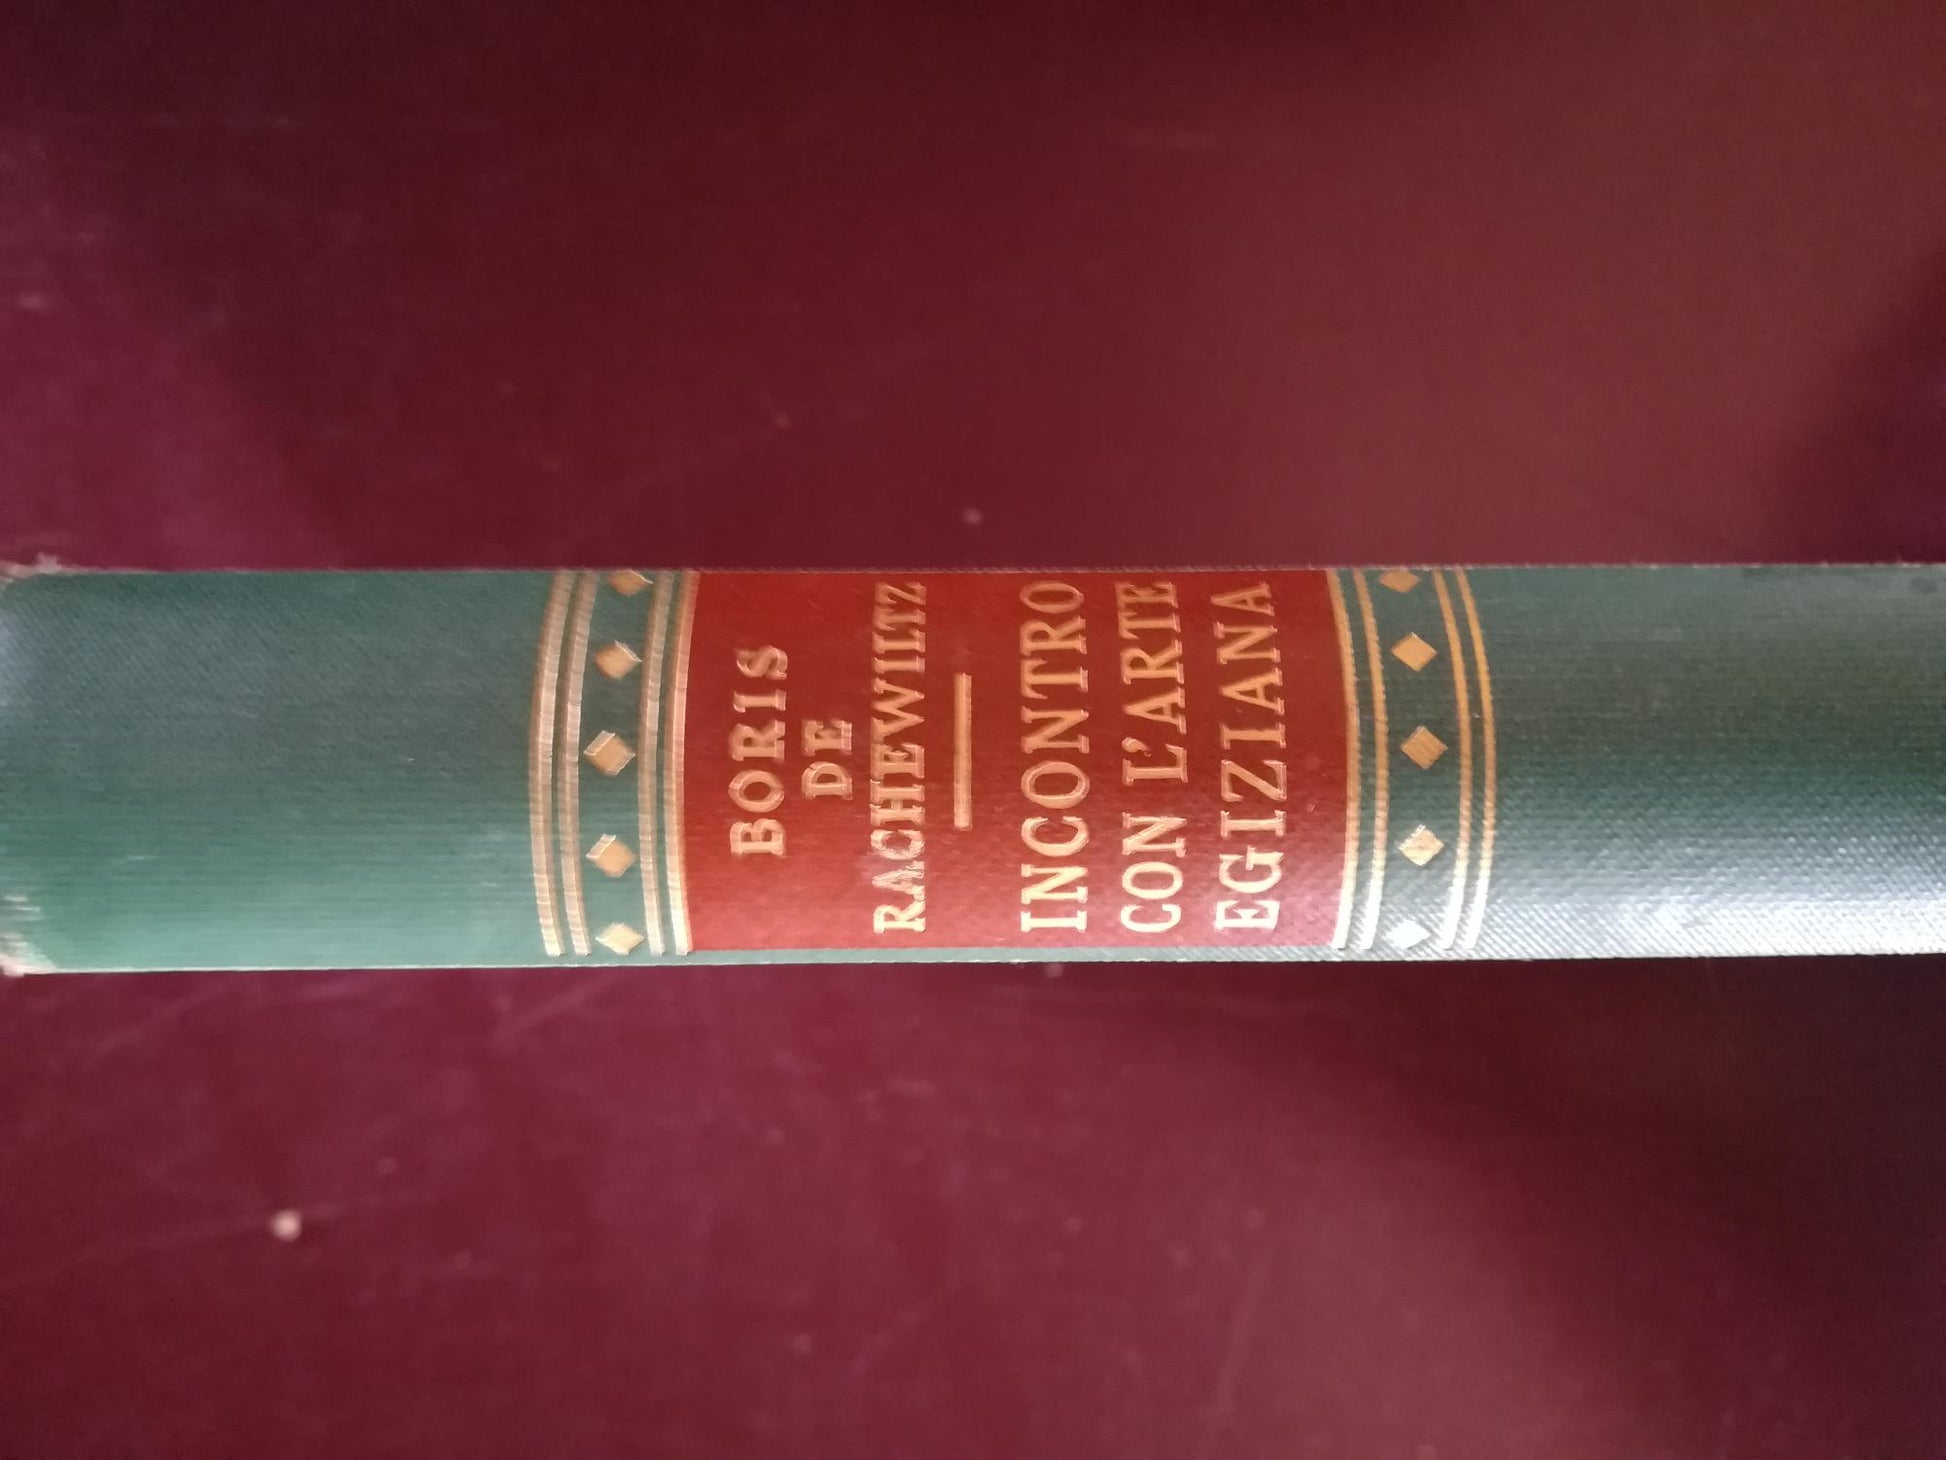 BORIS
DE
RACHEWILTZ
INCONTRO
CON L'ARTE
EGIZIANA